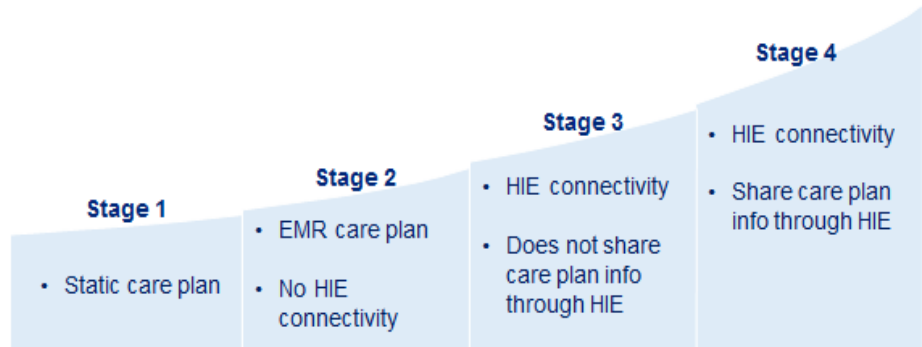 Stage 1
• Static care plan
Stage 2
• EMR care plan
• No HIE
connectivity
Stage 3
• HIE connectivity
• Does not share
care plan info
through HIE
Stage 4
• HIE connectivity
• Share care plan
info through HIE